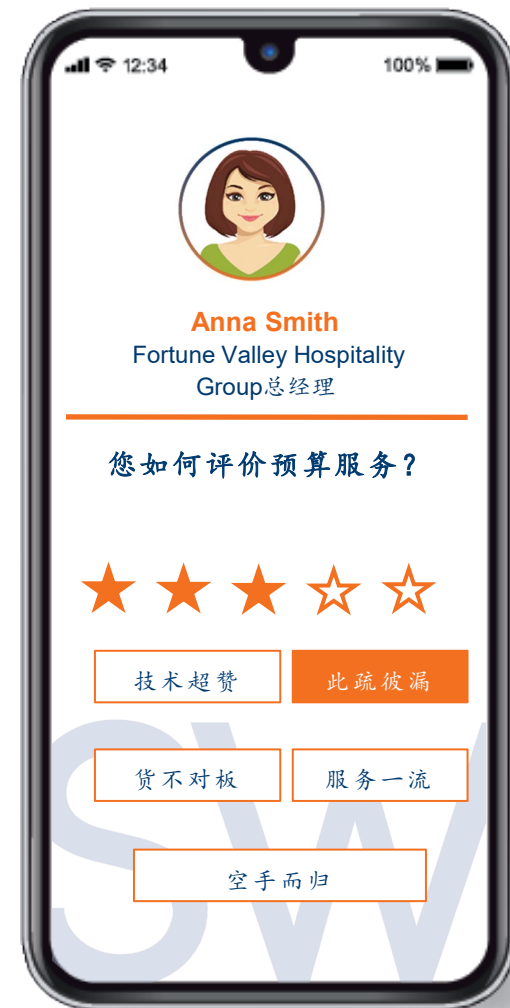 12:34
100%
Anna Smith
Fortune Valley Hospitality
Group总经理
您如何评价预算服务？
技术超赞
此疏彼漏
货不对板
服务一流
空手而归
SW